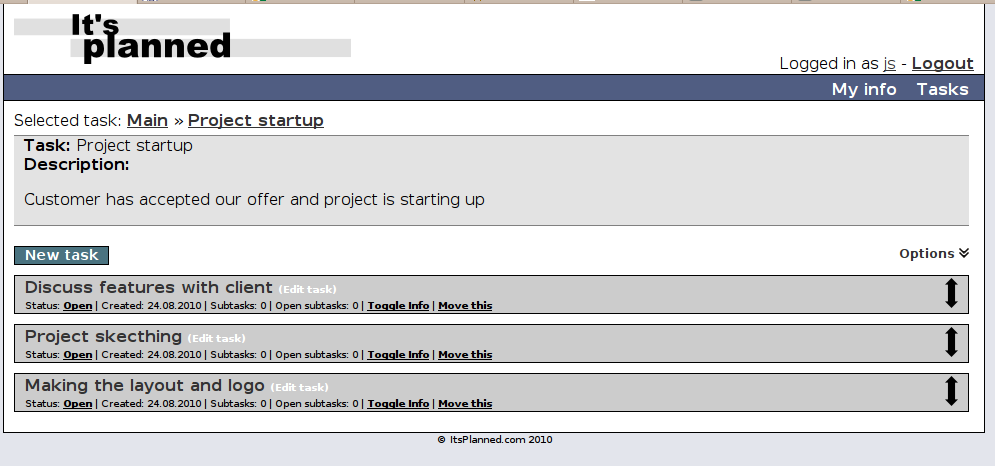 It's
planned
Logged in as js - Logout
My info Tasks
Selected task: Main » Project startup
Task: Project startup
Description:
Customer has accepted our offer and project is starting up
New task
Options
Discuss features with client (Edit task)
Status: Open | Created: 24.08.2010 | Subtasks: 0 | Open subtasks: 0 | Toggle Info | Move this
Project skecthing (Edit task)
Status: Open | Created: 24.08.2010 | Subtasks: 0 | Open subtasks: 0 | Toggle Info | Move this
Making the layout and logo (Edit task)
Status: Open | Created: 24.08.2010 | Subtasks: 0 | Open subtasks: 0 | Toggle Info | Move this
© ItsPlanned.com 2010